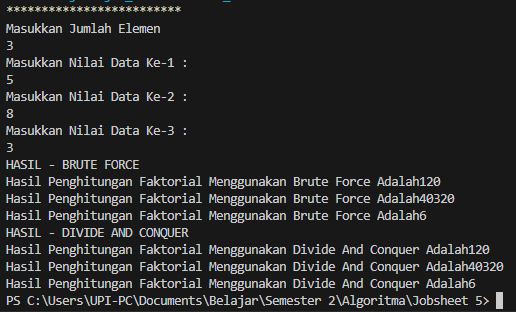 *************************
Masukkan Jumlah Elemen
3
Masukkan Nilai Data Ke-1 :
5
Masukkan Nilai Data Ke-2 :
8
Masukkan Nilai Data Ke-3 :
3
HASIL - BRUTE FORCE
Hasil Penghitungan Faktorial Menggunakan Brute Force Adalah120
Hasil Penghitungan Faktorial Menggunakan Brute Force Adalah40320
Hasil Penghitungan Faktorial Menggunakan Brute Force Adalah6
HASIL - DIVIDE AND CONQUER
Hasil Penghitungan Faktorial Menggunakan Divide And Conquer Adalah120
Hasil Penghitungan Faktorial Menggunakan Divide And Conquer Adalah40320
Hasil Penghitungan Faktorial Menggunakan Divide And Conquer Adalah6
PS C:\Users\UPI-PC\Documents\Belajar\Semester 2\Algoritma\Jobsheet 5>